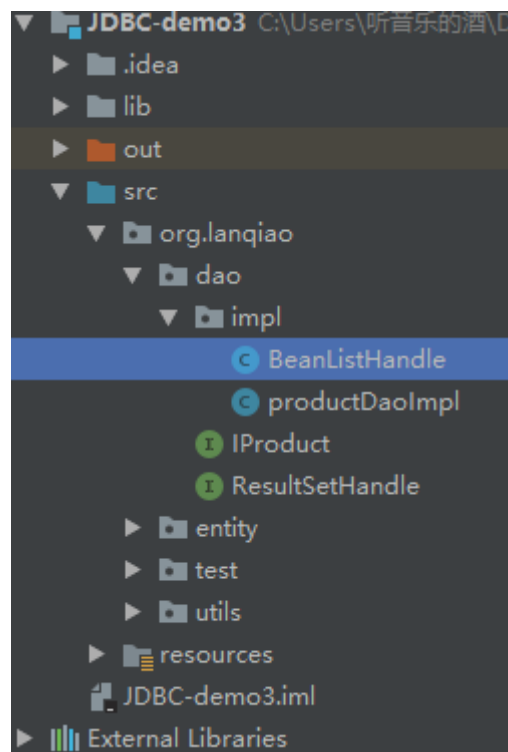 JDBC-demo3 C:\Users\听音乐的酒\D
.idea
lib
out
src
org.lanqiao
dao
impl
C BeanListHandle
C productDaoImpl
I IProduct
I ResultSetHandle
entity
test
utils
resources
JDBC-demo3.iml
External Libraries